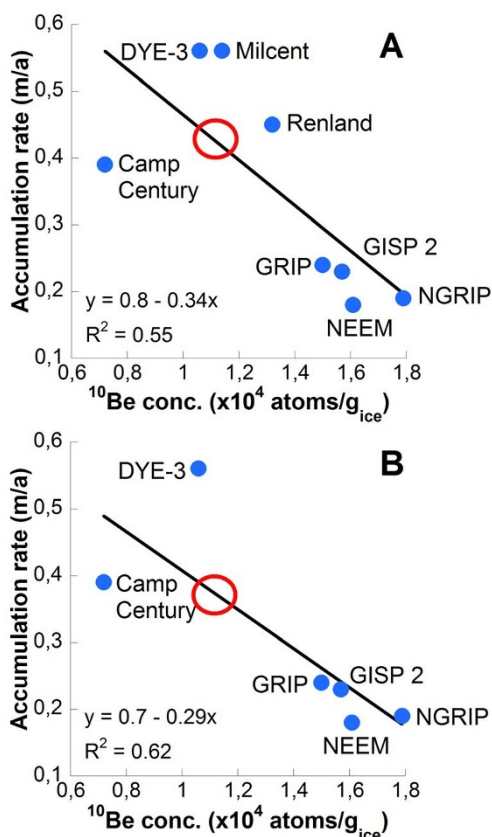 0,6
0,5
0,4
0,3
0,2
0,1
Accumulation rate (m/a)
A
DYE-3
Milcent
Renland
Camp
Century
GISP 2
GRIP
NGRIP
NEEM
y = 0.8 - 0.34x
R² = 0.55
0,6 0,8 1 1,2 1,4 1,6 1,8
¹⁰Be conc. (x10⁴ atoms/gᵢcₑ)
0,6
0,5
0,4
0,3
0,2
0,1
Accumulation rate (m/a)
B
DYE-3
Camp
Century
GISP 2
GRIP
NGRIP
NEEM
y = 0.7 - 0.29x
R² = 0.62
0,6 0,8 1 1,2 1,4 1,6 1,8
¹⁰Be conc. (x10⁴ atoms/gᵢcₑ)